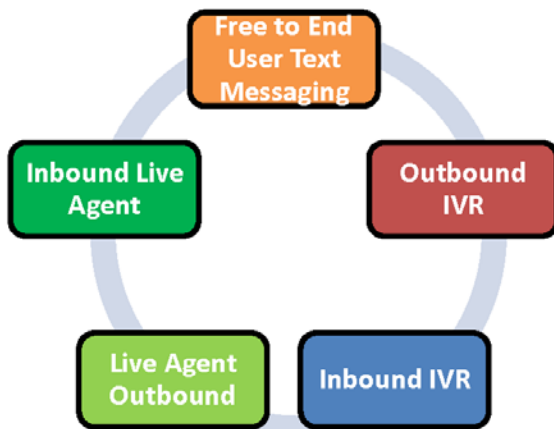 Free to End
User Text
Messaging
Inbound Live
Agent
Outbound
IVR
Live Agent
Outbound
Inbound IVR